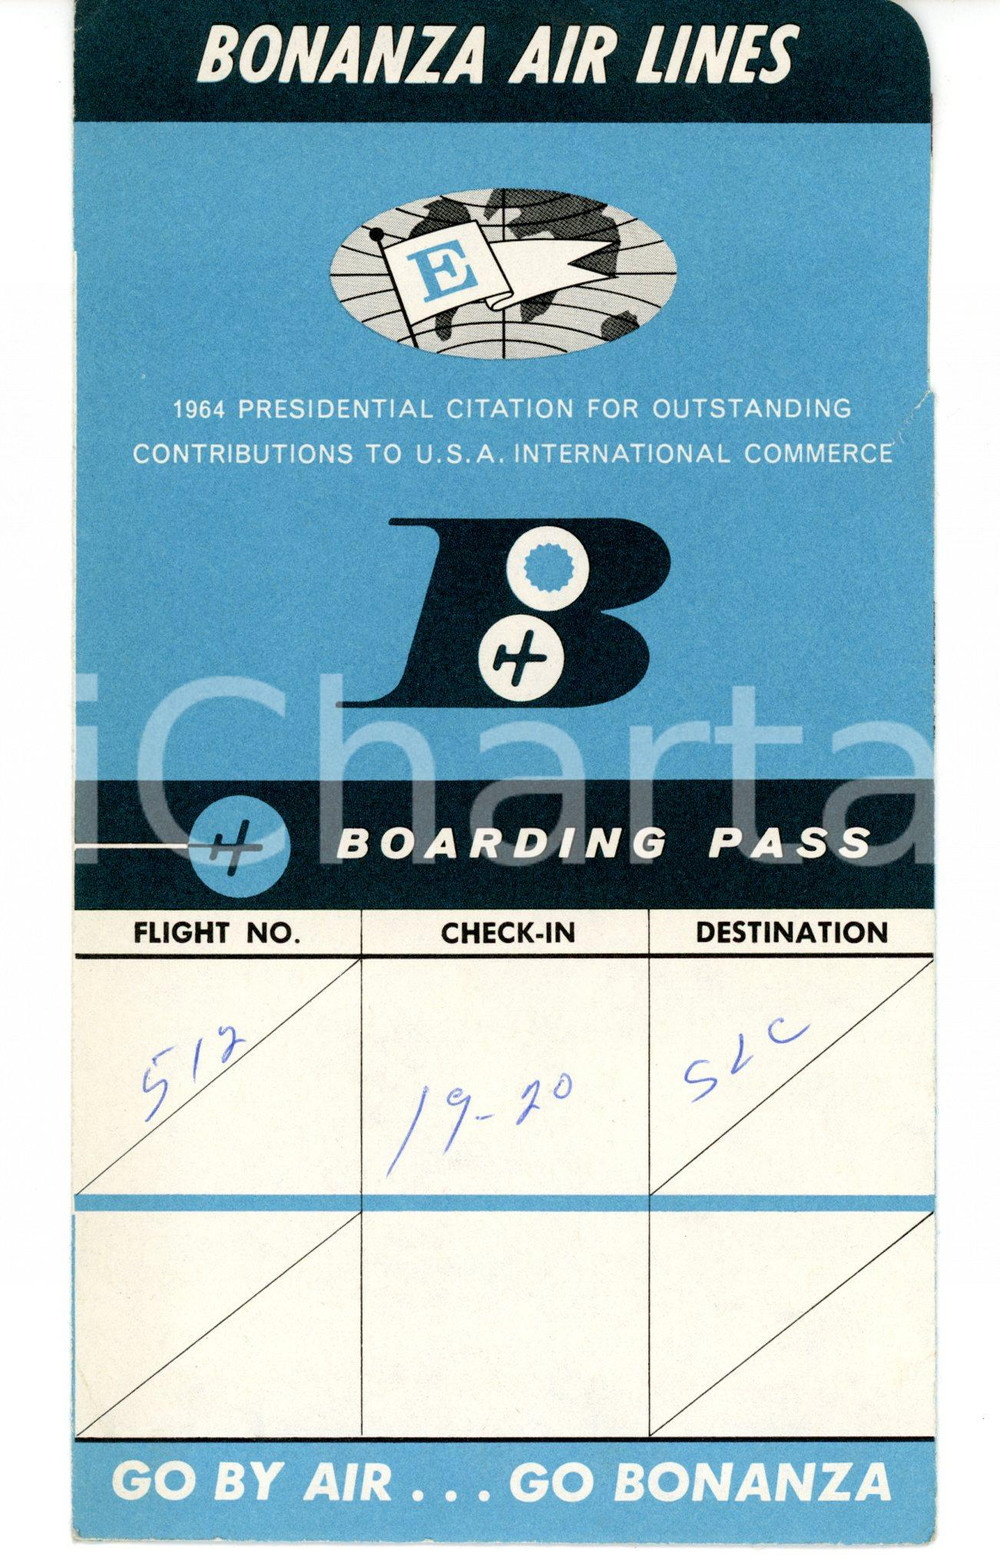 BONANZA AIR LINES
E
1964 PRESIDENTIAL CITATION FOR OUTSTANDING
CONTRIBUTIONS TO U.S.A. INTERNATIONAL COMMERCE
B
iCharta
BOARDING PASS
FLIGHT NO. CHECK-IN DESTINATION
512 19-20 SLC
GO BY AIR . . . GO BONANZA